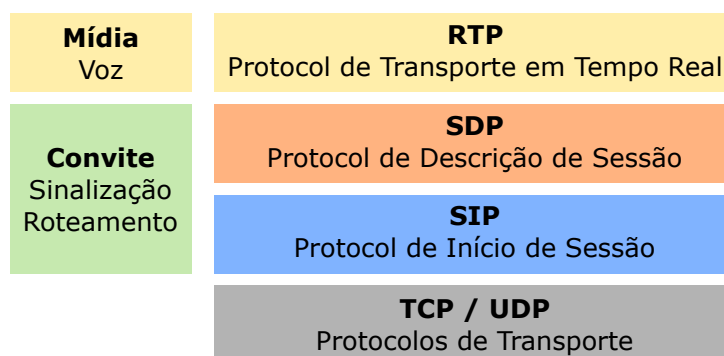 Mídia
Voz
RTP
Protocol de Transporte em Tempo Real
Convite
Sinalização
Roteamento
SDP
Protocol de Descrição de Sessão
SIP
Protocol de Início de Sessão
TCP / UDP
Protocolos de Transporte